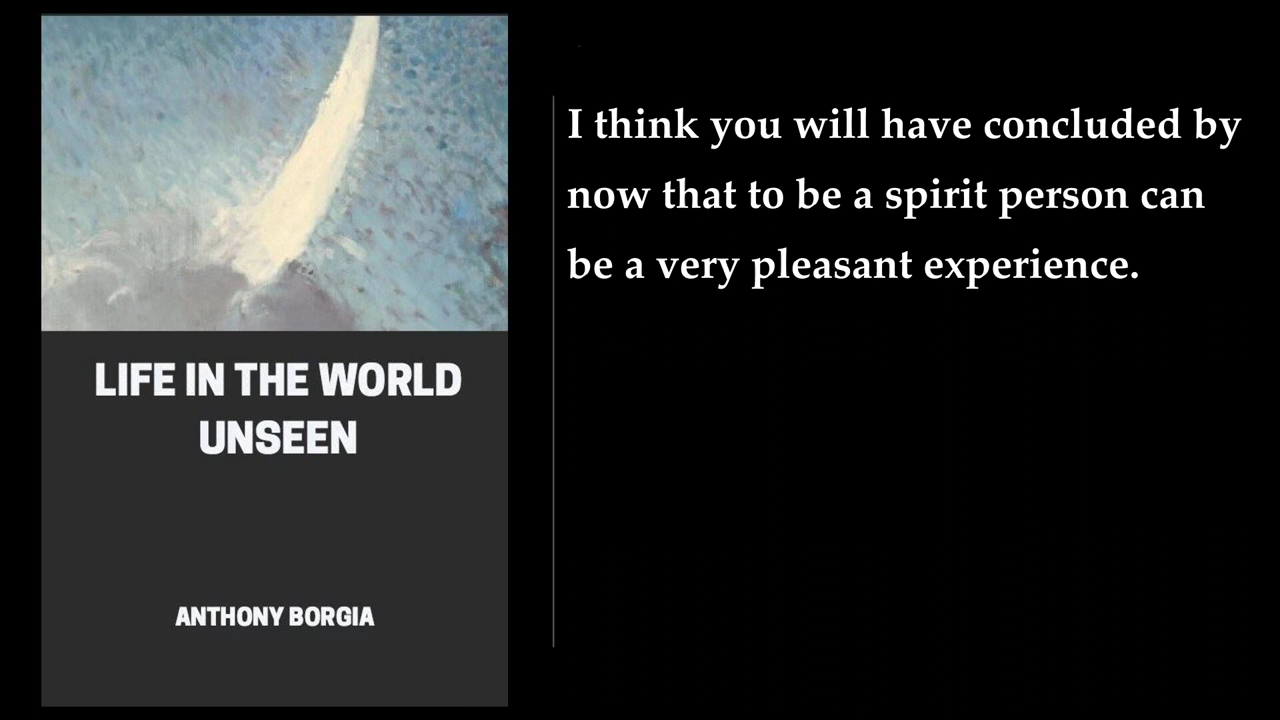 LIFE IN THE WORLD
UNSEEN
ANTHONY BORGIA
I think you will have concluded by
now that to be a spirit person can
be a very pleasant experience.